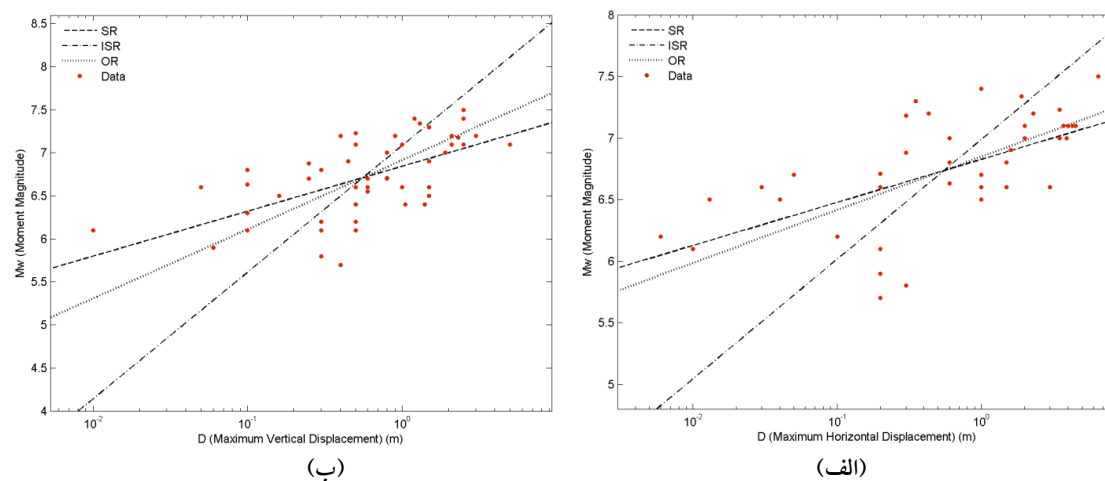 8.5
8
7.5
7
6.5
6
5.5
5
4.5
4
Mw (Moment Magnitude)
SR
ISR
OR
Data
10^-2
10^-1
10^0
D (Maximum Vertical Displacement) (m)
(ب)
8
7.5
7
6.5
6
5.5
5
Mw (Moment Magnitude)
SR
ISR
OR
Data
10^-2
10^-1
10^0
D (Maximum Horizontal Displacement) (m)
(الف)